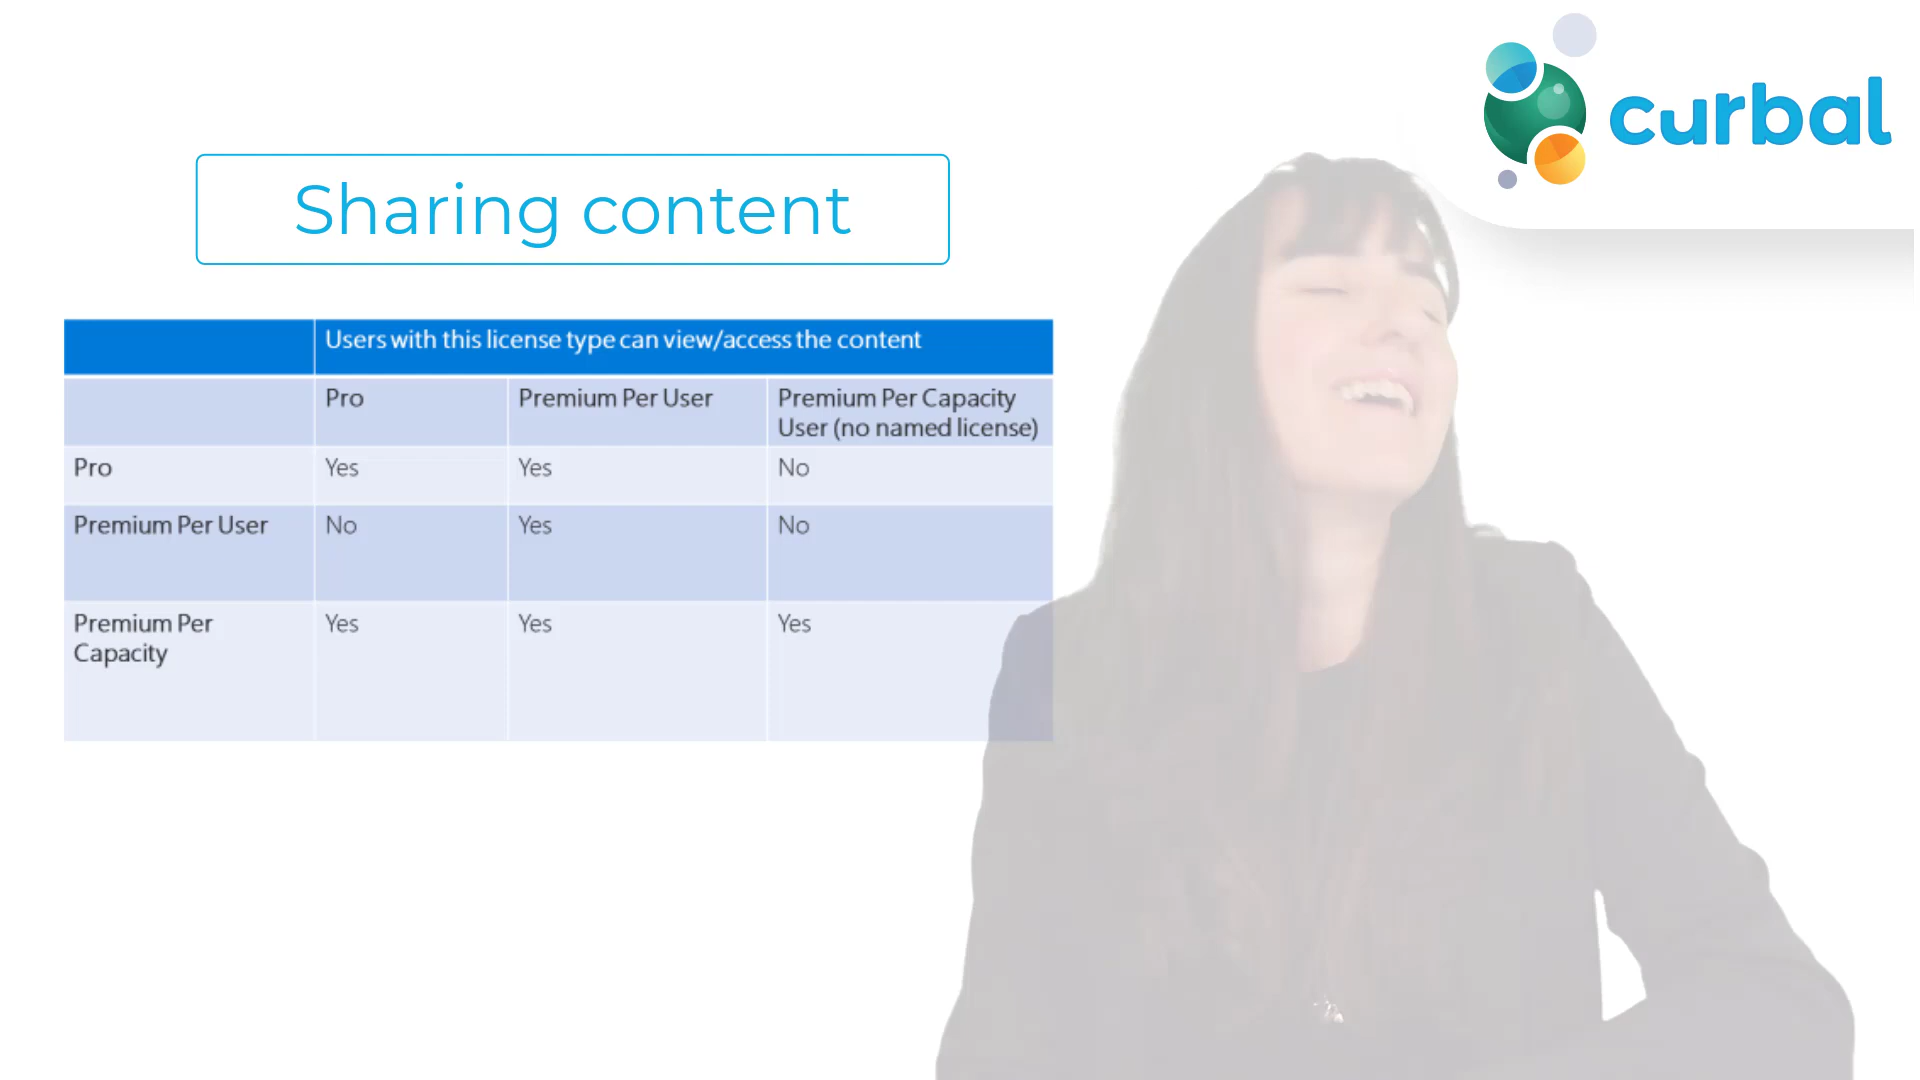 curbal
Sharing content
Users with this license type can view/access the content
Pro Premium Per User Premium Per Capacity
User (no named license)
Pro Yes Yes No
Premium Per User No Yes No
Premium Per Yes Yes Yes
Capacity